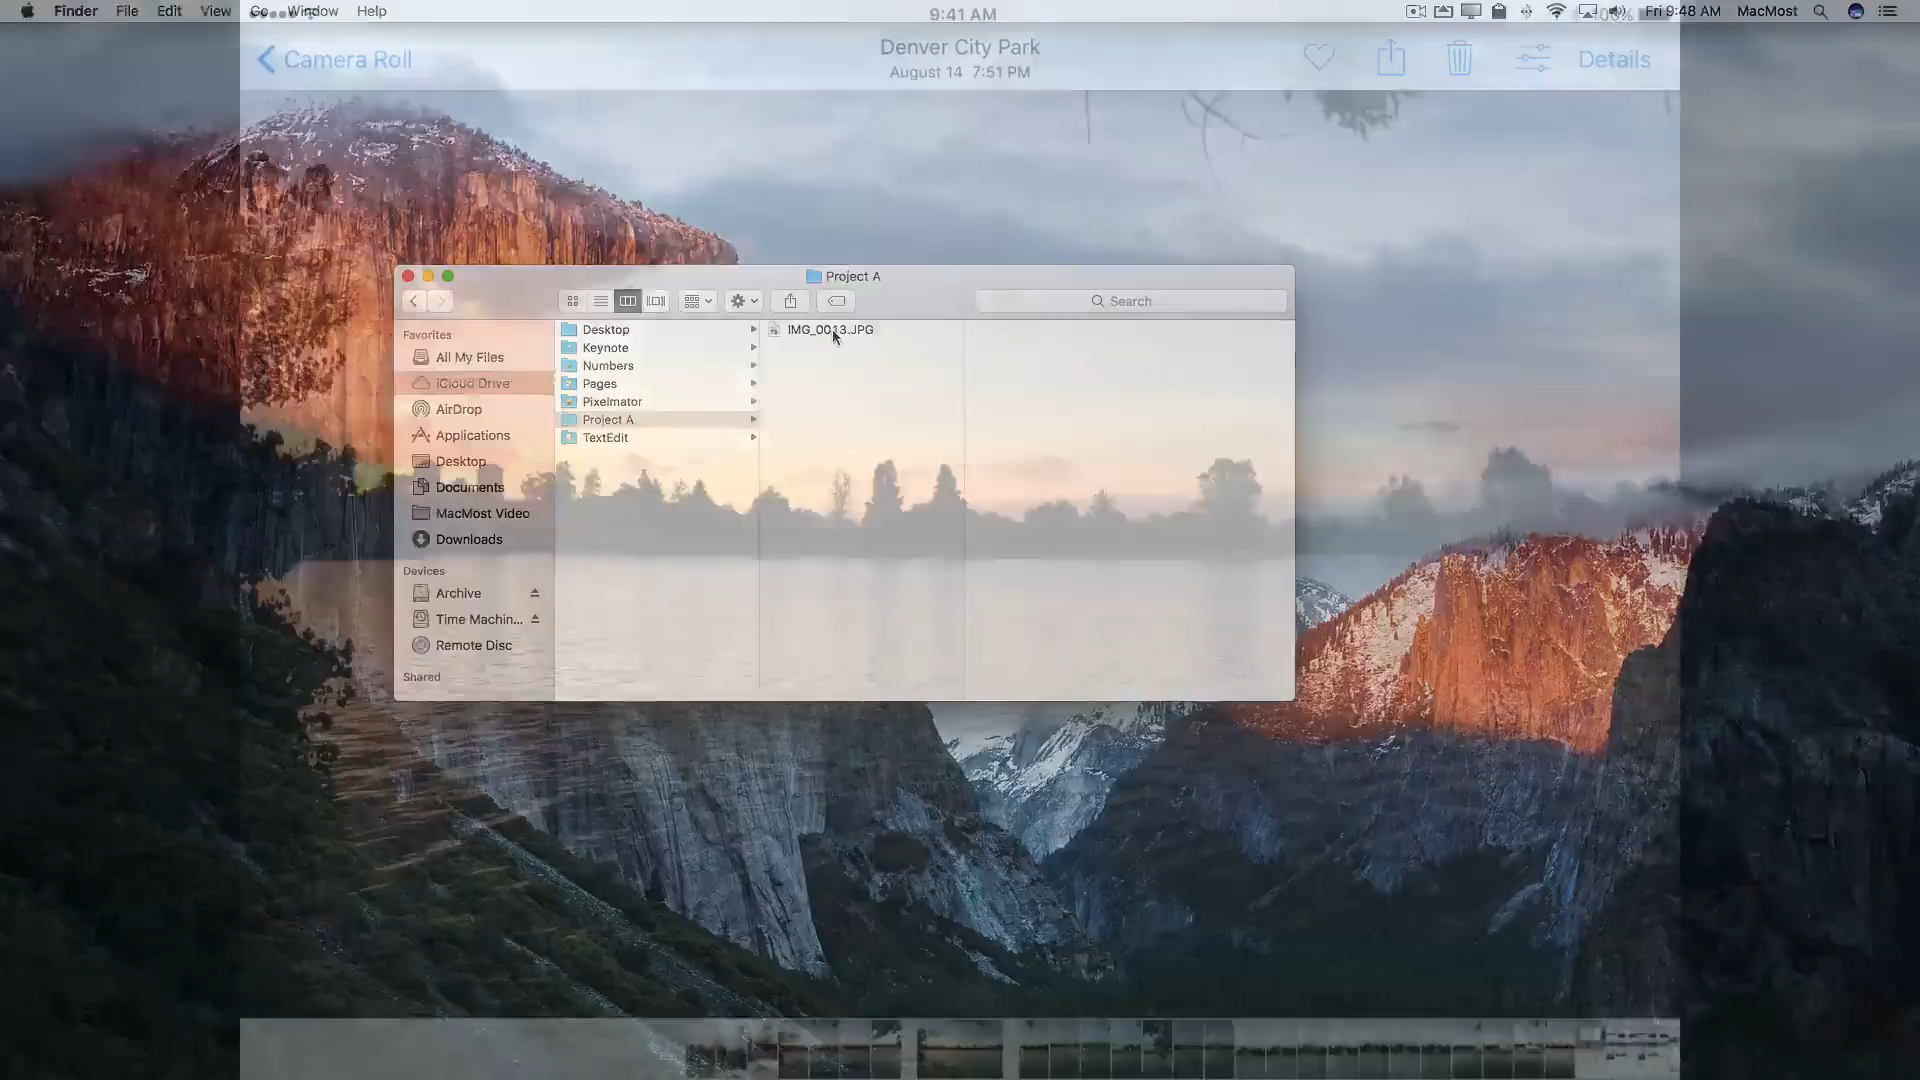 Finder File Edit View Go Window Help
9:41 AM
100%
Fri 9:48 AM MacMost
Camera Roll
Denver City Park
August 14 7:51 PM
Details
Project A
Search
Favorites
All My Files
iCloud Drive
AirDrop
Applications
Desktop
Documents
MacMost Video
Downloads
Devices
Archive
Time Machin...
Remote Disc
Shared
Desktop
Keynote
Numbers
Pages
Pixelmator
Project A
TextEdit
IMG_0013.JPG